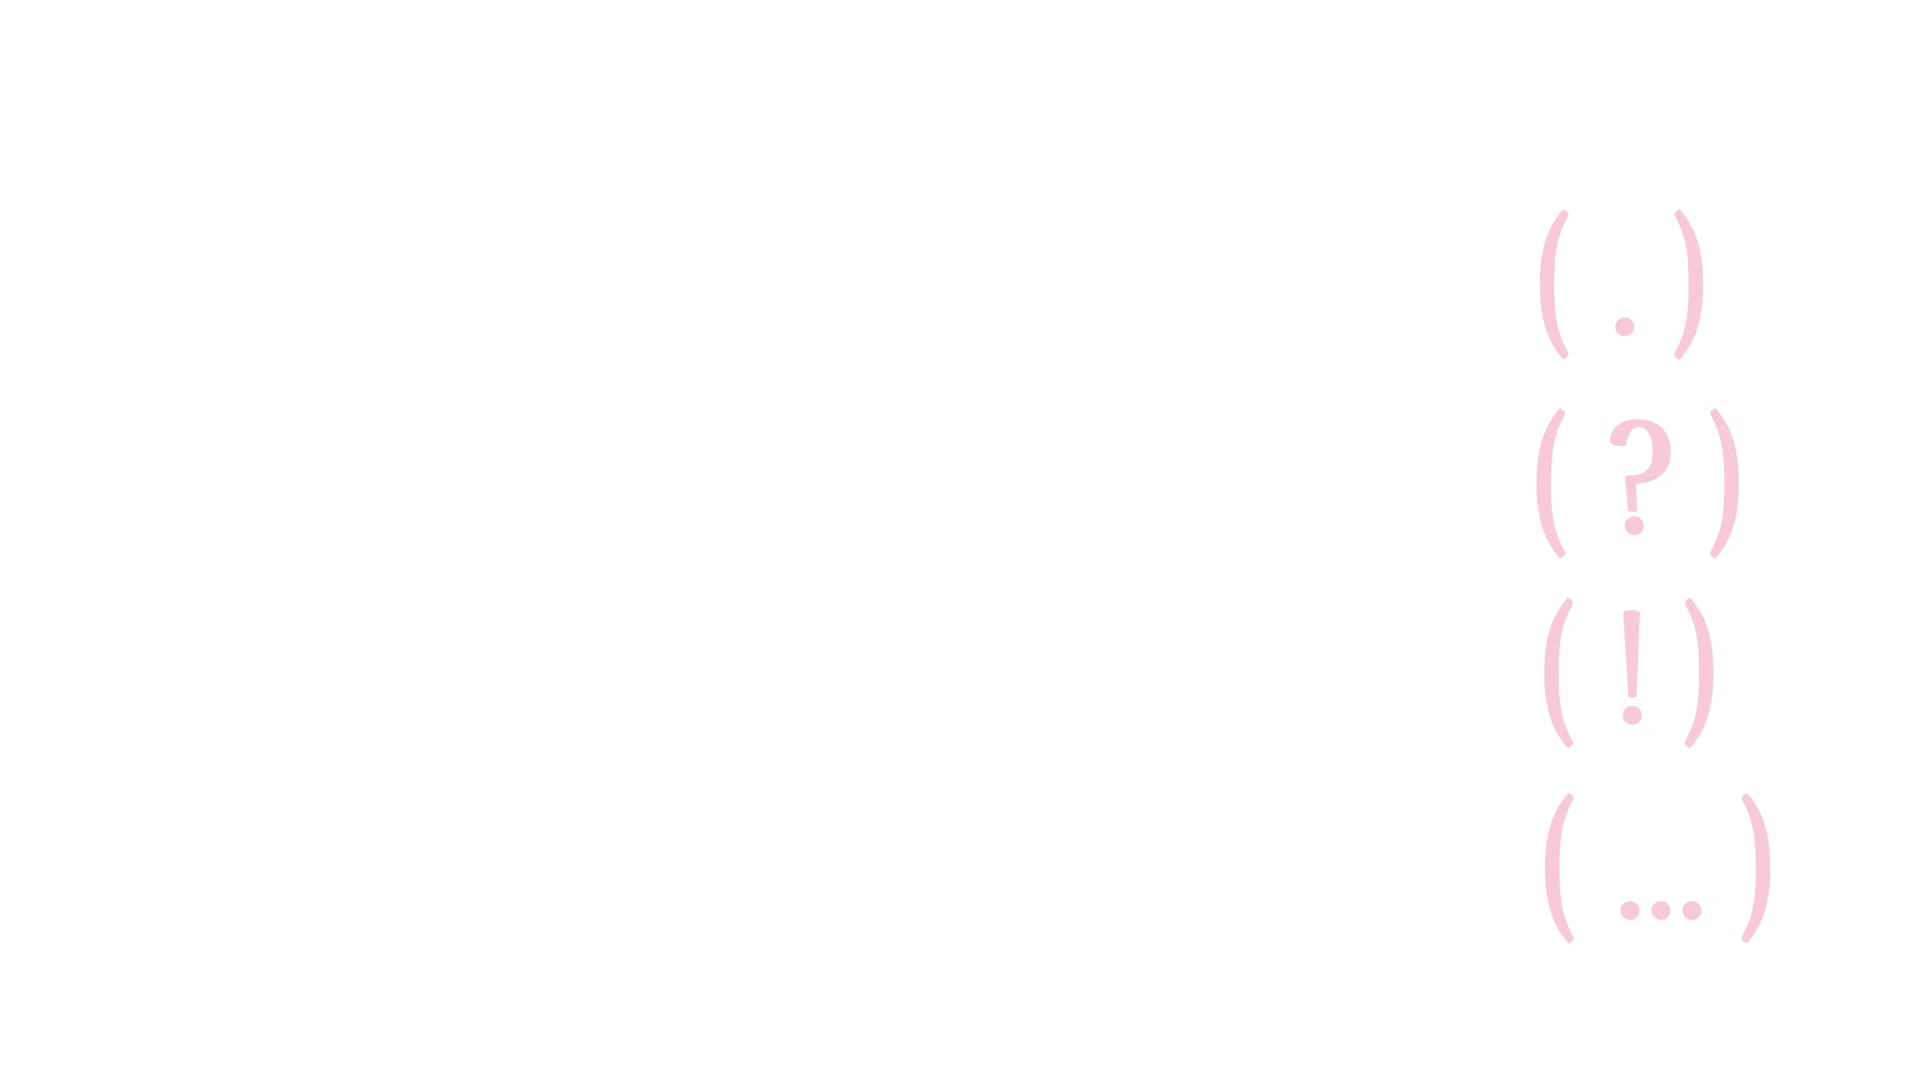 ( . )
( ? )
( ! )
( ... )